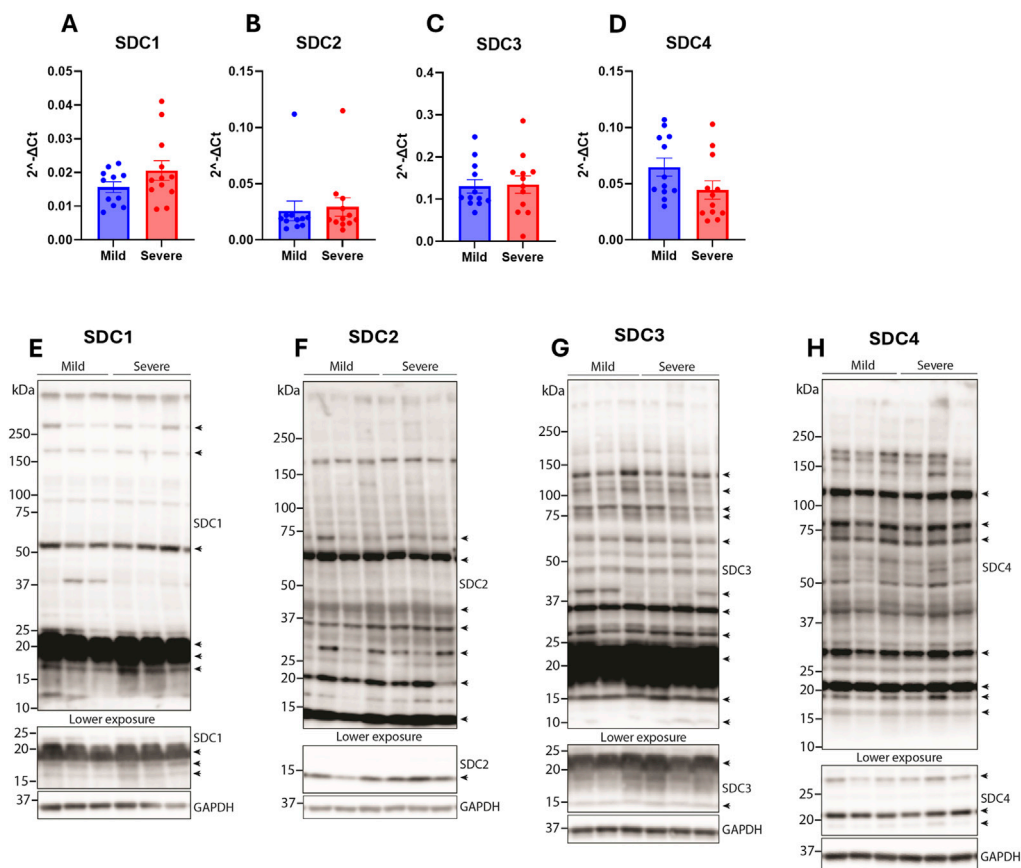 A
SDC1
2^-ΔCt
0.05
0.04
0.03
0.02
0.01
0.00
Mild Severe
B
SDC2
2^-ΔCt
0.15
0.10
0.05
0.00
Mild Severe
C
SDC3
2^-ΔCt
0.4
0.3
0.2
0.1
0.0
Mild Severe
D
SDC4
2^-ΔCt
0.15
0.10
0.05
0.00
Mild Severe
E
SDC1
Mild Severe
kDa
250
150
100
75
SDC1
50
37
25
20
15
10
Lower exposure
25
SDC1
20
15
37
GAPDH
F
SDC2
Mild Severe
kDa
250
150
100
75
50
SDC2
37
25
20
15
Lower exposure
SDC2
15
37
GAPDH
G
SDC3
Mild Severe
kDa
250
150
100
75
50
SDC3
37
25
20
15
10
Lower exposure
25
20
SDC3
15
37
GAPDH
H
SDC4
Mild Severe
kDa
250
150
100
75
SDC4
50
37
25
20
15
10
Lower exposure
25
SDC4
20
37
GAPDH